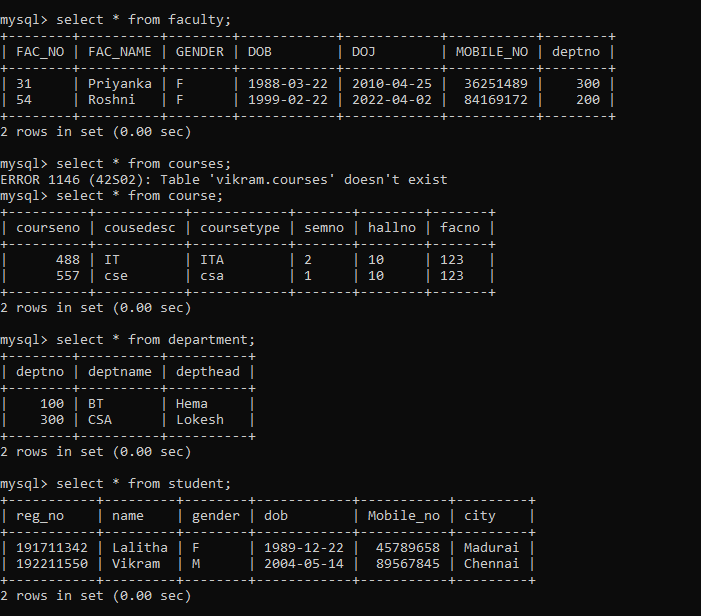 mysql> select * from faculty;
+--------+----------+--------+------------+------------+-----------+--------+
| FAC_NO | FAC_NAME | GENDER | DOB        | DOJ        | MOBILE_NO | deptno |
+--------+----------+--------+------------+------------+-----------+--------+
| 31     | Priyanka | F      | 1988-03-22 | 2010-04-25 |  36251489 |    300 |
| 54     | Roshni   | F      | 1999-02-22 | 2022-04-02 |  84169172 |    200 |
+--------+----------+--------+------------+------------+-----------+--------+
2 rows in set (0.00 sec)
mysql> select * from courses;
ERROR 1146 (42S02): Table 'vikram.courses' doesn't exist
mysql> select * from course;
+----------+-----------+------------+-------+--------+-------+
| courseno | cousedesc | coursetype | semno | hallno | facno |
+----------+-----------+------------+-------+--------+-------+
|      488 | IT        | ITA        | 2     | 10     | 123   |
|      557 | cse       | csa        | 1     | 10     | 123   |
+----------+-----------+------------+-------+--------+-------+
2 rows in set (0.00 sec)
mysql> select * from department;
+--------+----------+----------+
| deptno | deptname | depthead |
+--------+----------+----------+
|    100 | BT       | Hema     |
|    300 | CSA      | Lokesh   |
+--------+----------+----------+
2 rows in set (0.00 sec)
mysql> select * from student;
+-----------+---------+--------+------------+-----------+---------+
| reg_no    | name    | gender | dob        | Mobile_no | city    |
+-----------+---------+--------+------------+-----------+---------+
| 191711342 | Lalitha | F      | 1989-12-22 |  45789658 | Madurai |
| 192211550 | Vikram  | M      | 2004-05-14 |  89567845 | Chennai |
+-----------+---------+--------+------------+-----------+---------+
2 rows in set (0.00 sec)